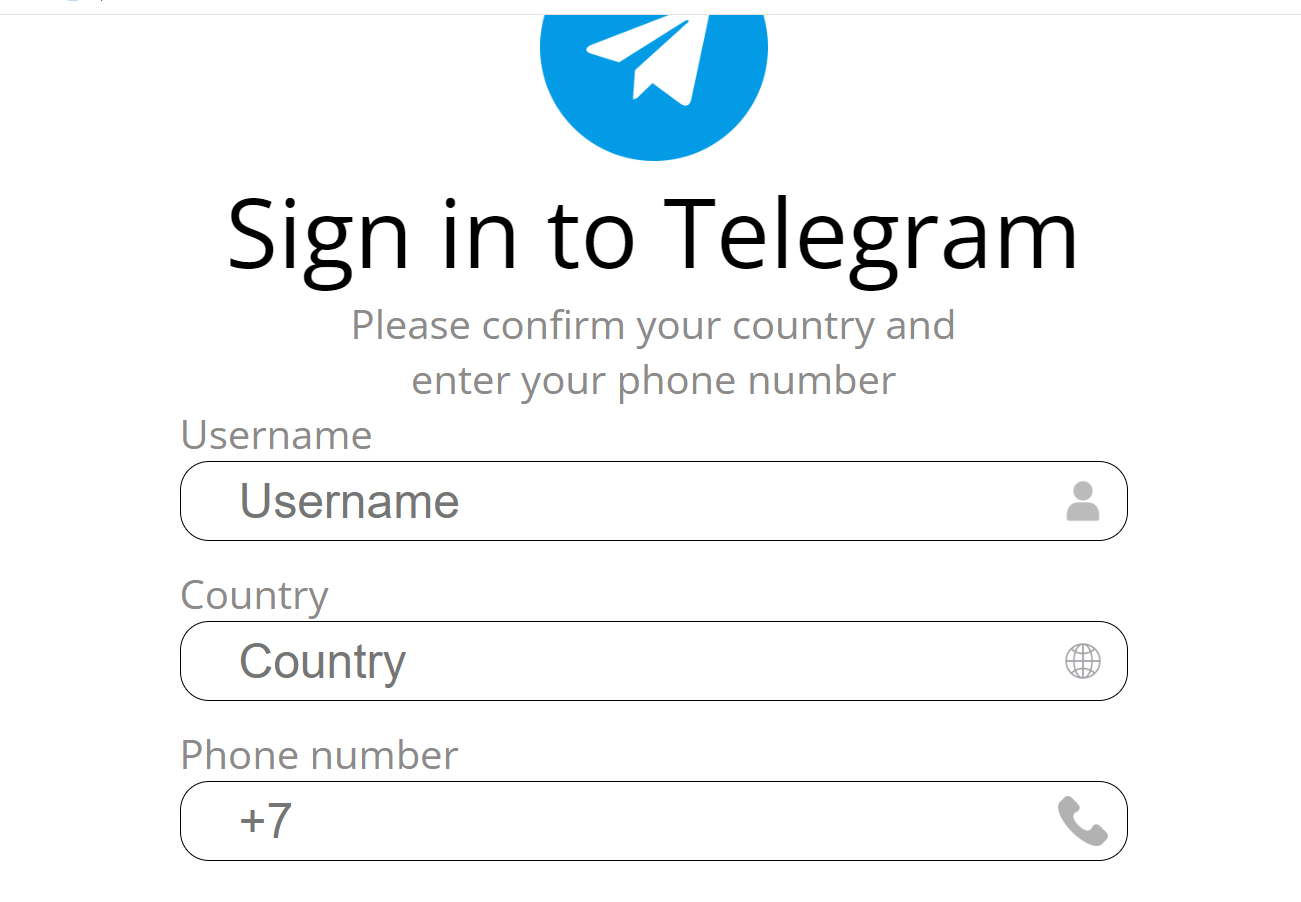 Sign in to Telegram
Please confirm your country and
enter your phone number
Username
Username
Country
Country
Phone number
+7